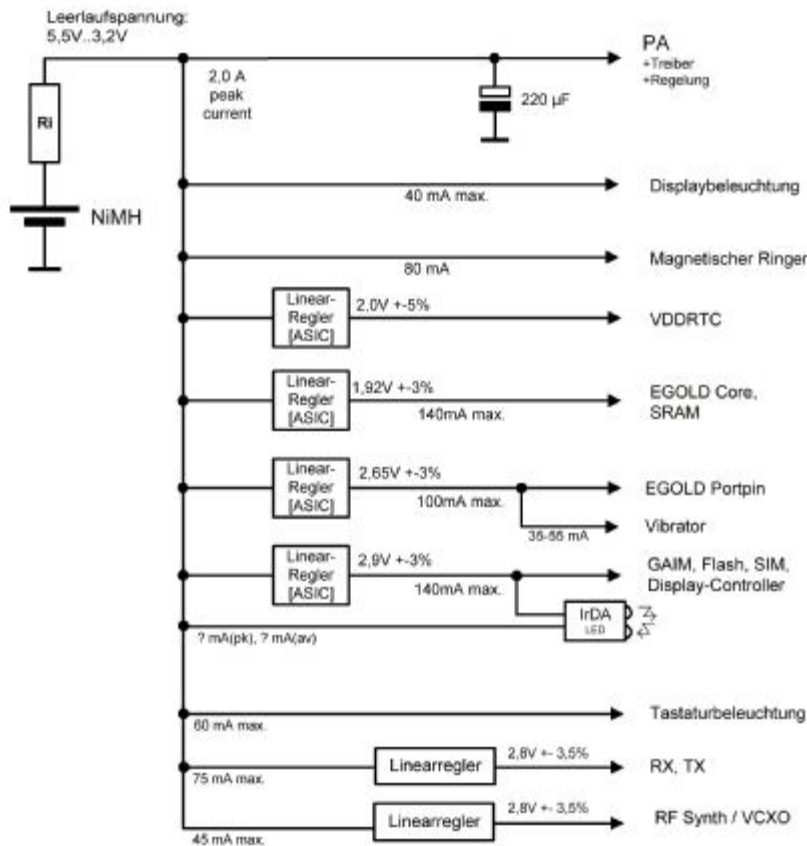 Leerlaufspannung:
5,5V..3,2V
PA
+Treiber
+Regelung
2,0 A
peak
current
220 µF
Ri
NiMH
40 mA max.
Displaybeleuchtung
80 mA
Magnetischer Ringer
Linear-
Regler
[ASIC]
2,0V +-5%
VDDRTC
Linear-
Regler
[ASIC]
1,92V +-3%
140mA max.
EGOLD Core,
SRAM
Linear-
Regler
[ASIC]
2,65V +-3%
100mA max.
EGOLD Portpin
35-55 mA
Vibrator
Linear-
Regler
[ASIC]
2,9V +-3%
140mA max.
GAIM, Flash, SIM,
Display-Controller
IrDA
LED
? mA(pk), ? mA(av)
60 mA max.
Tastaturbeleuchtung
75 mA max.
Linearregler
2,8V +- 3,5%
RX, TX
45 mA max.
Linearregler
2,8V +- 3,5%
RF Synth / VCXO